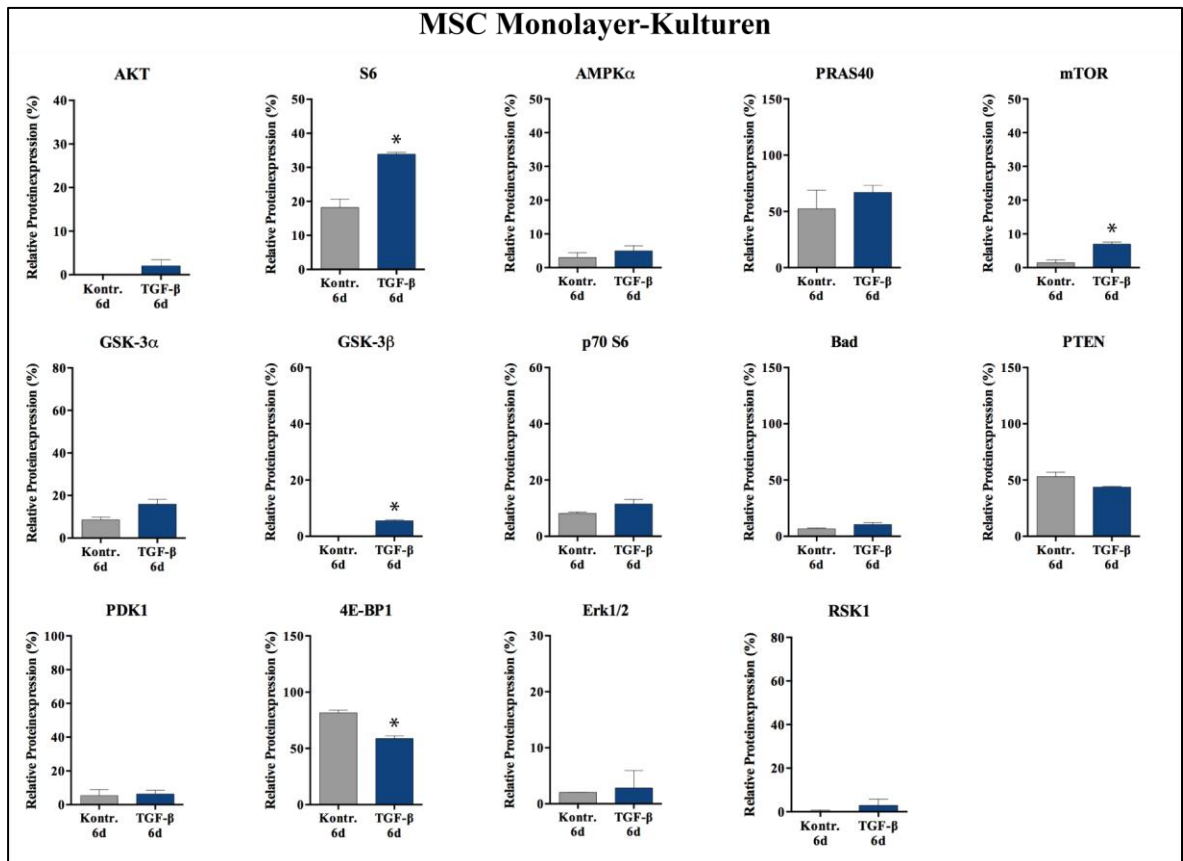 MSC Monolayer-Kulturen
AKT
Relative Proteinexpression (%)
40
30
20
10
0
Kontr. 6d
TGF-β 6d
S6
Relative Proteinexpression (%)
50
40
30
20
10
0
*
Kontr. 6d
TGF-β 6d
AMPKα
Relative Proteinexpression (%)
50
40
30
20
10
0
Kontr. 6d
TGF-β 6d
PRAS40
Relative Proteinexpression (%)
150
100
50
0
Kontr. 6d
TGF-β 6d
mTOR
Relative Proteinexpression (%)
50
40
30
20
10
0
*
Kontr. 6d
TGF-β 6d
GSK-3α
Relative Proteinexpression (%)
80
60
40
20
0
Kontr. 6d
TGF-β 6d
GSK-3β
Relative Proteinexpression (%)
60
40
20
0
*
Kontr. 6d
TGF-β 6d
p70 S6
Relative Proteinexpression (%)
60
40
20
0
Kontr. 6d
TGF-β 6d
Bad
Relative Proteinexpression (%)
150
100
50
0
Kontr. 6d
TGF-β 6d
PTEN
Relative Proteinexpression (%)
150
100
50
0
Kontr. 6d
TGF-β 6d
PDK1
Relative Proteinexpression (%)
100
80
60
40
20
0
Kontr. 6d
TGF-β 6d
4E-BP1
Relative Proteinexpression (%)
150
100
50
0
*
Kontr. 6d
TGF-β 6d
Erk1/2
Relative Proteinexpression (%)
30
20
10
0
Kontr. 6d
TGF-β 6d
RSK1
Relative Proteinexpression (%)
80
60
40
20
0
Kontr. 6d
TGF-β 6d